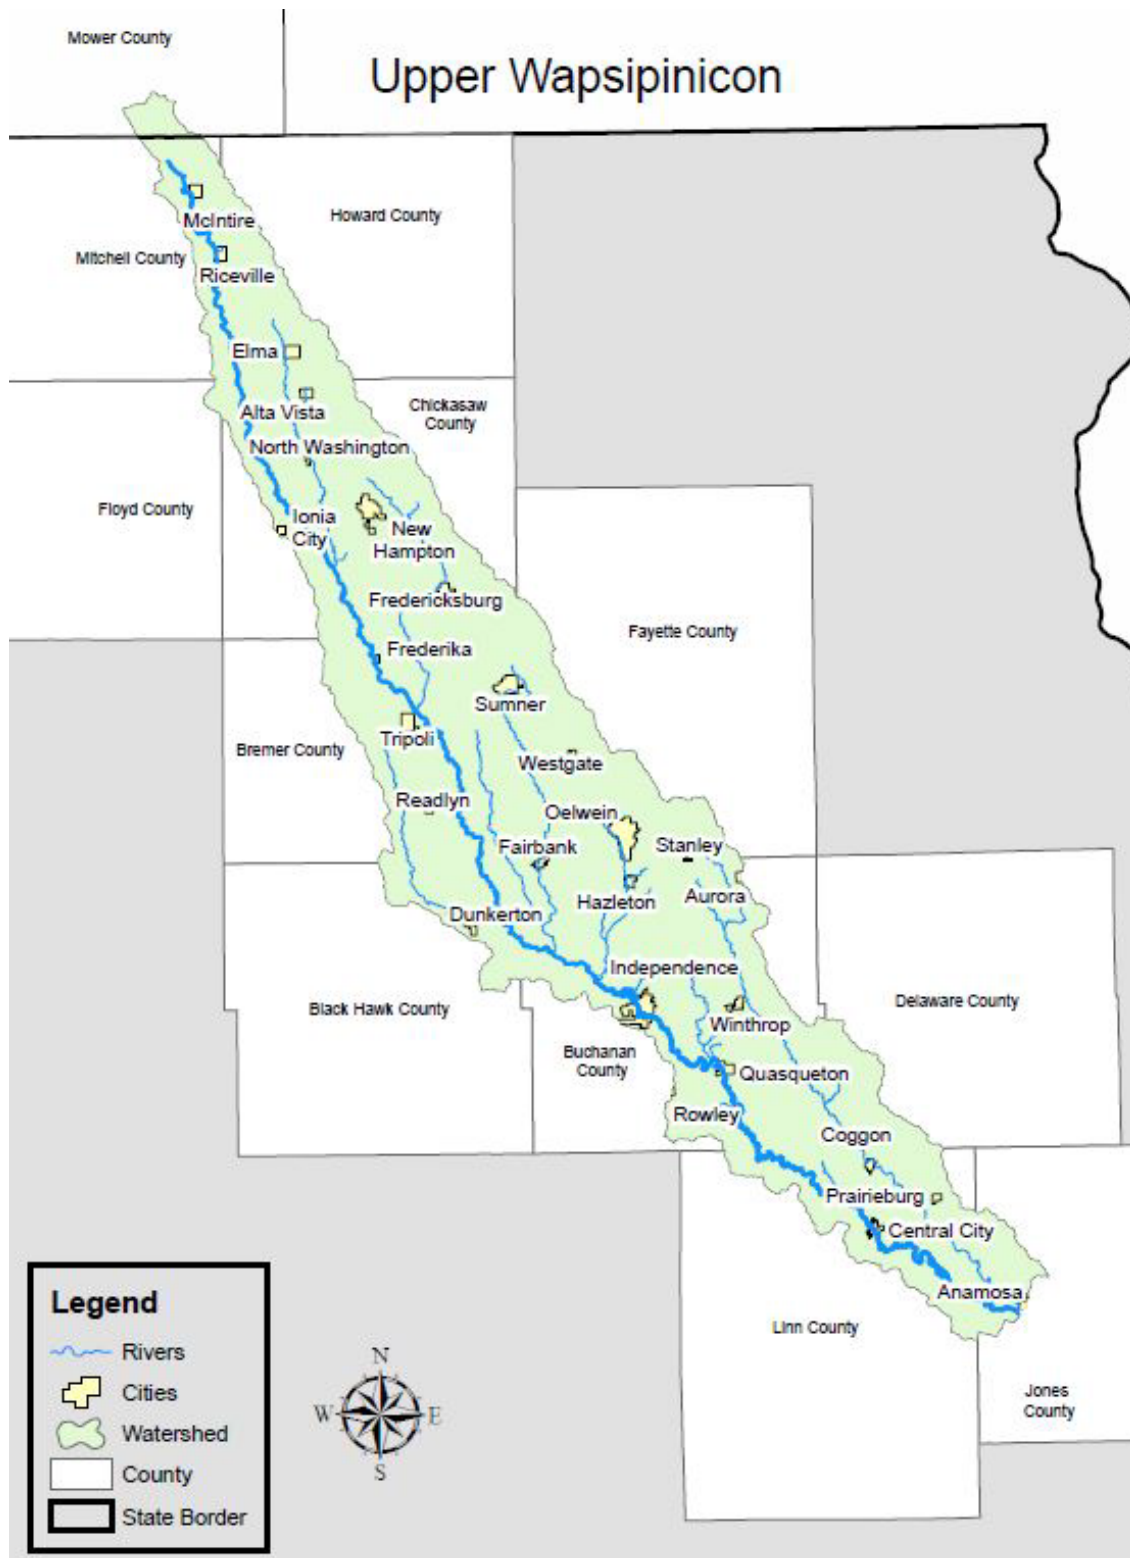 Mower County
Upper Wapsipinicon
McIntire
Howard County
Mitchell County
Riceville
Elma
Alta Vista
Chickasaw
County
North Washington
Floyd County
Ionia
City
New
Hampton
Fredericksburg
Fayette County
Frederika
Sumner
Tripoli
Bremer County
Westgate
Readlyn
Oelwein
Fairbank
Stanley
Hazleton
Aurora
Dunkerton
Independence
Black Hawk County
Delaware County
Winthrop
Buchanan
County
Quasqueton
Rowley
Coggon
Prairieburg
Central City
Anamosa
Linn County
Jones
County
Legend
Rivers
Cities
Watershed
County
State Border
N
W
E
S